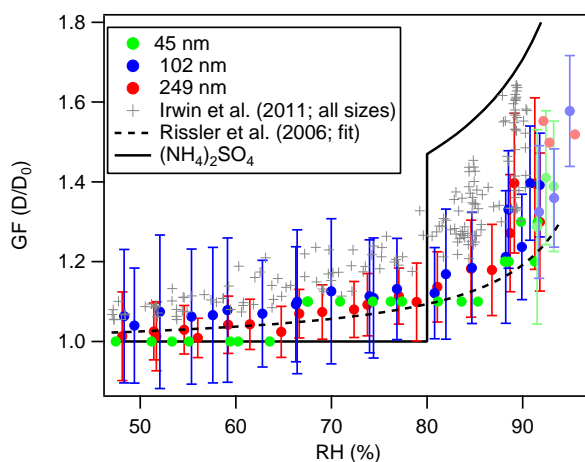 1.8
1.6
1.4
1.2
1.0
GF (D/D0)
45 nm
102 nm
249 nm
Irwin et al. (2011; all sizes)
Rissler et al. (2006; fit)
(NH4)2SO4
50 60 70 80 90
RH (%)